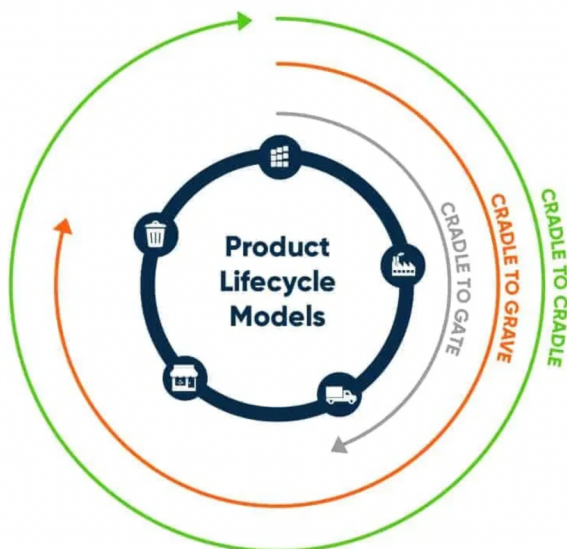 Product
Lifecycle
Models
CRADLE TO GATE
CRADLE TO GRAVE
CRADLE TO CRADLE